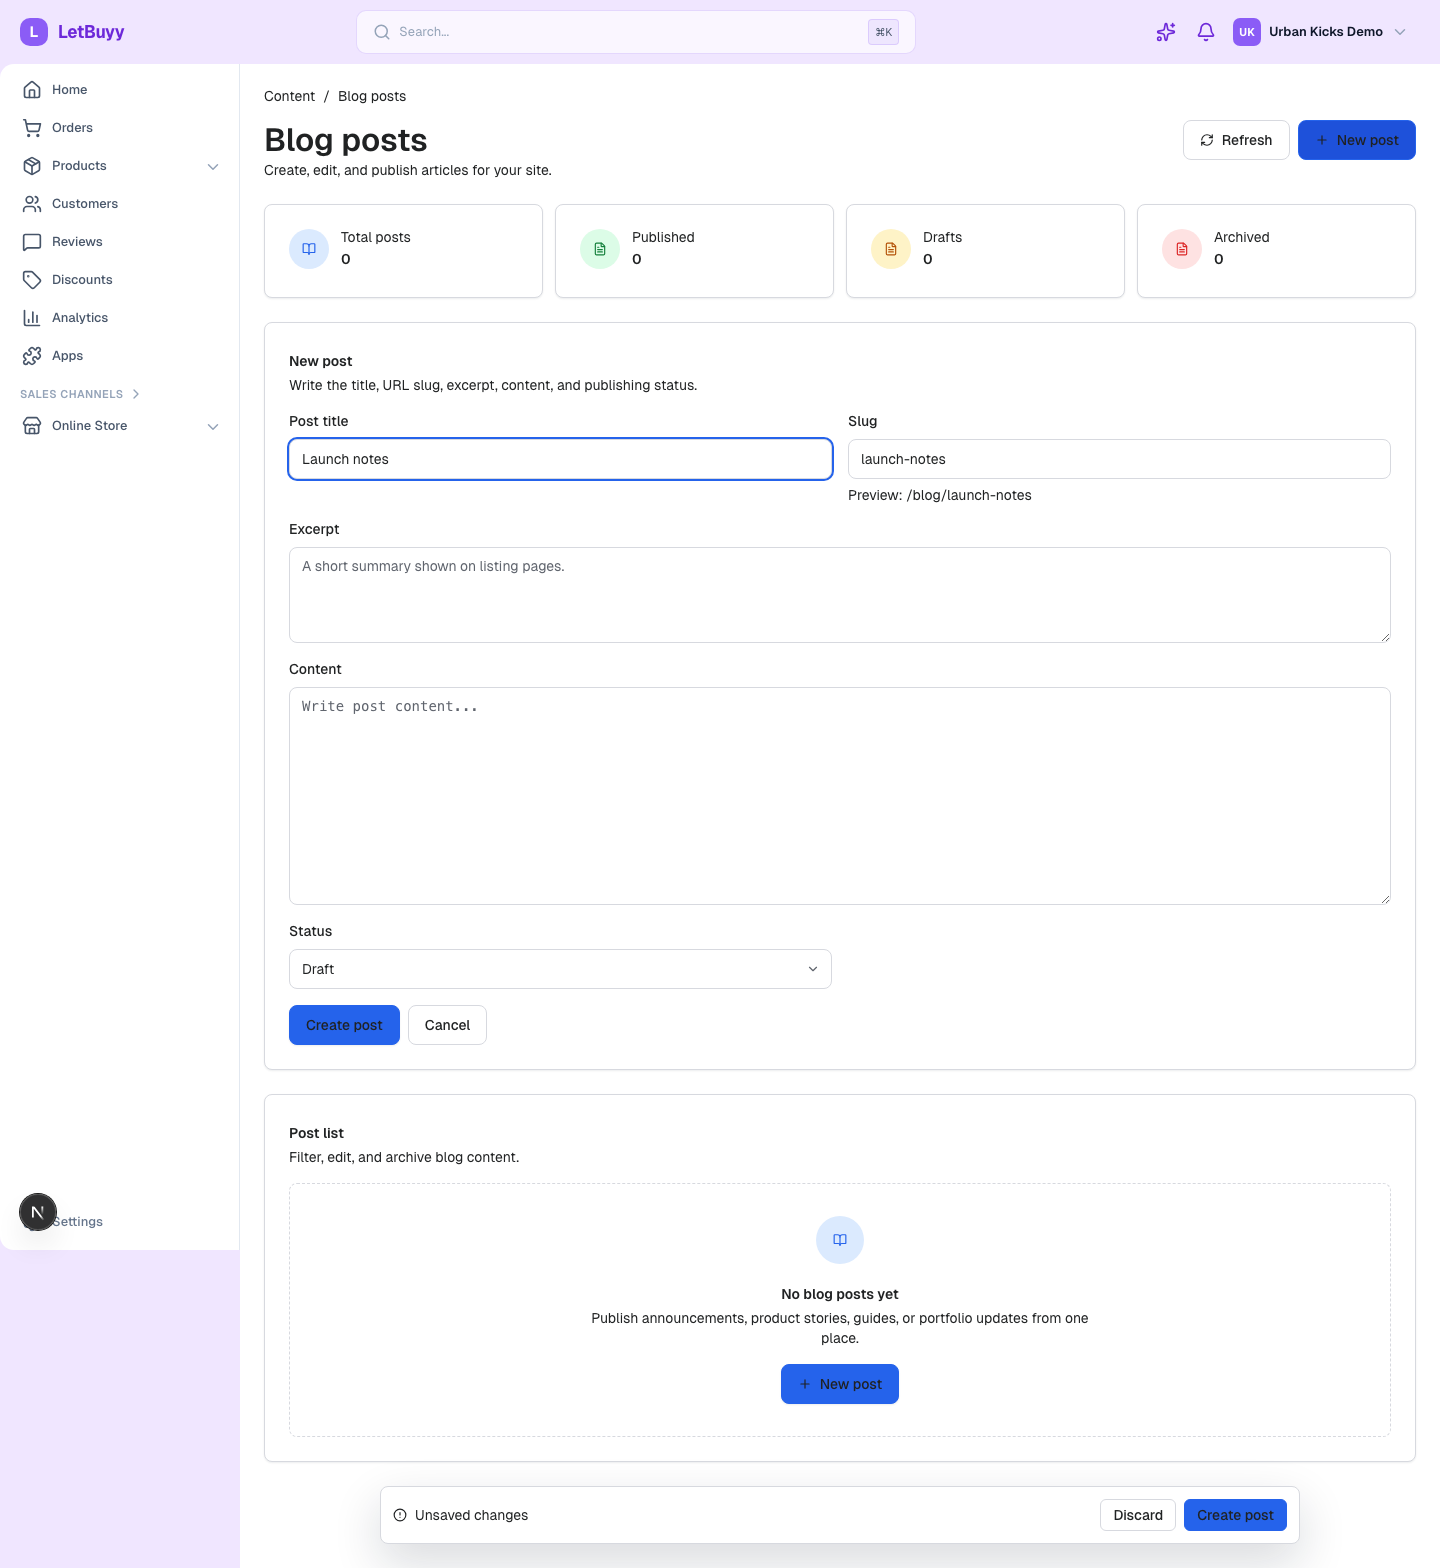 L LetBuyy
Search...
⌘K
UK Urban Kicks Demo
Home
Orders
Products
Customers
Reviews
Discounts
Analytics
Apps
SALES CHANNELS
Online Store
N
Settings
Content / Blog posts
Blog posts
Create, edit, and publish articles for your site.
Refresh
New post
Total posts
0
Published
0
Drafts
0
Archived
0
New post
Write the title, URL slug, excerpt, content, and publishing status.
Post title
Launch notes
Slug
launch-notes
Preview: /blog/launch-notes
Excerpt
A short summary shown on listing pages.
Content
Write post content...
Status
Draft
Create post
Cancel
Post list
Filter, edit, and archive blog content.
No blog posts yet
Publish announcements, product stories, guides, or portfolio updates from one
place.
New post
Unsaved changes
Discard
Create post